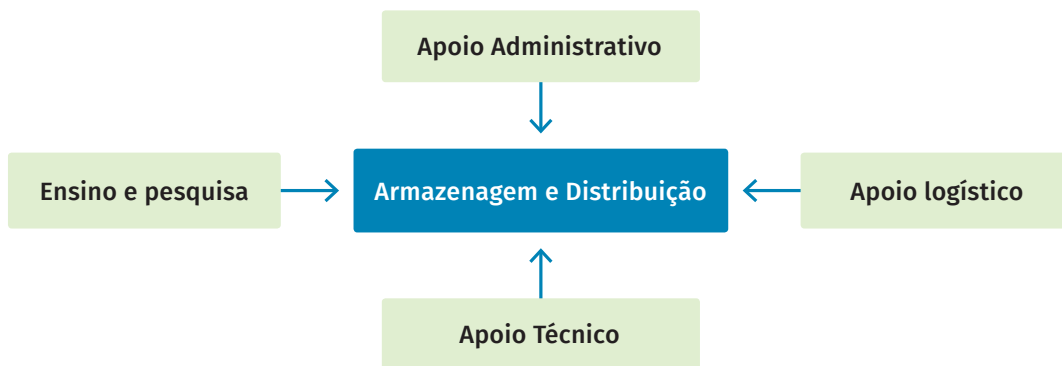 Apoio Administrativo
Ensino e pesquisa
Armazenagem e Distribuição
Apoio logístico
Apoio Técnico